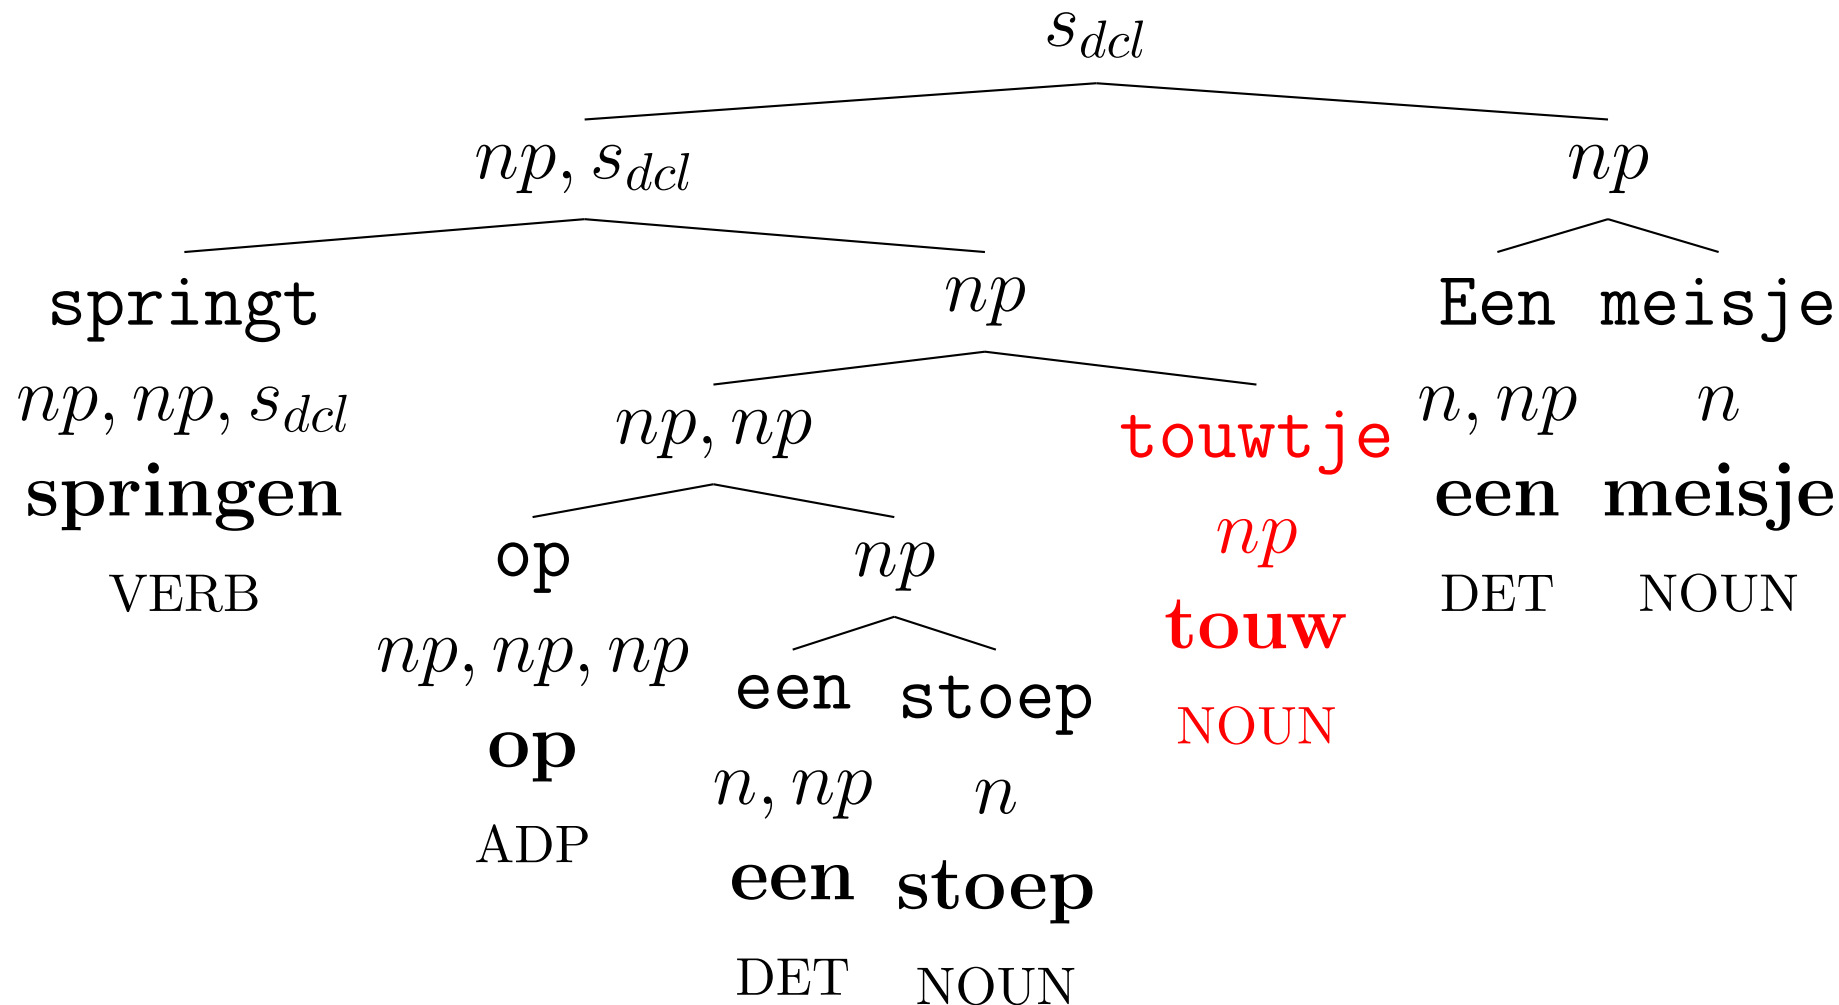 s_dcl
np, s_dcl
np
springt
np, np, s_dcl
springen
VERB
np
np, np
op
np, np, np
op
ADP
np
een
n, np
een
DET
stoep
n
stoep
NOUN
touwtje
np
touw
NOUN
Een
n, np
een
DET
meisje
n
meisje
NOUN